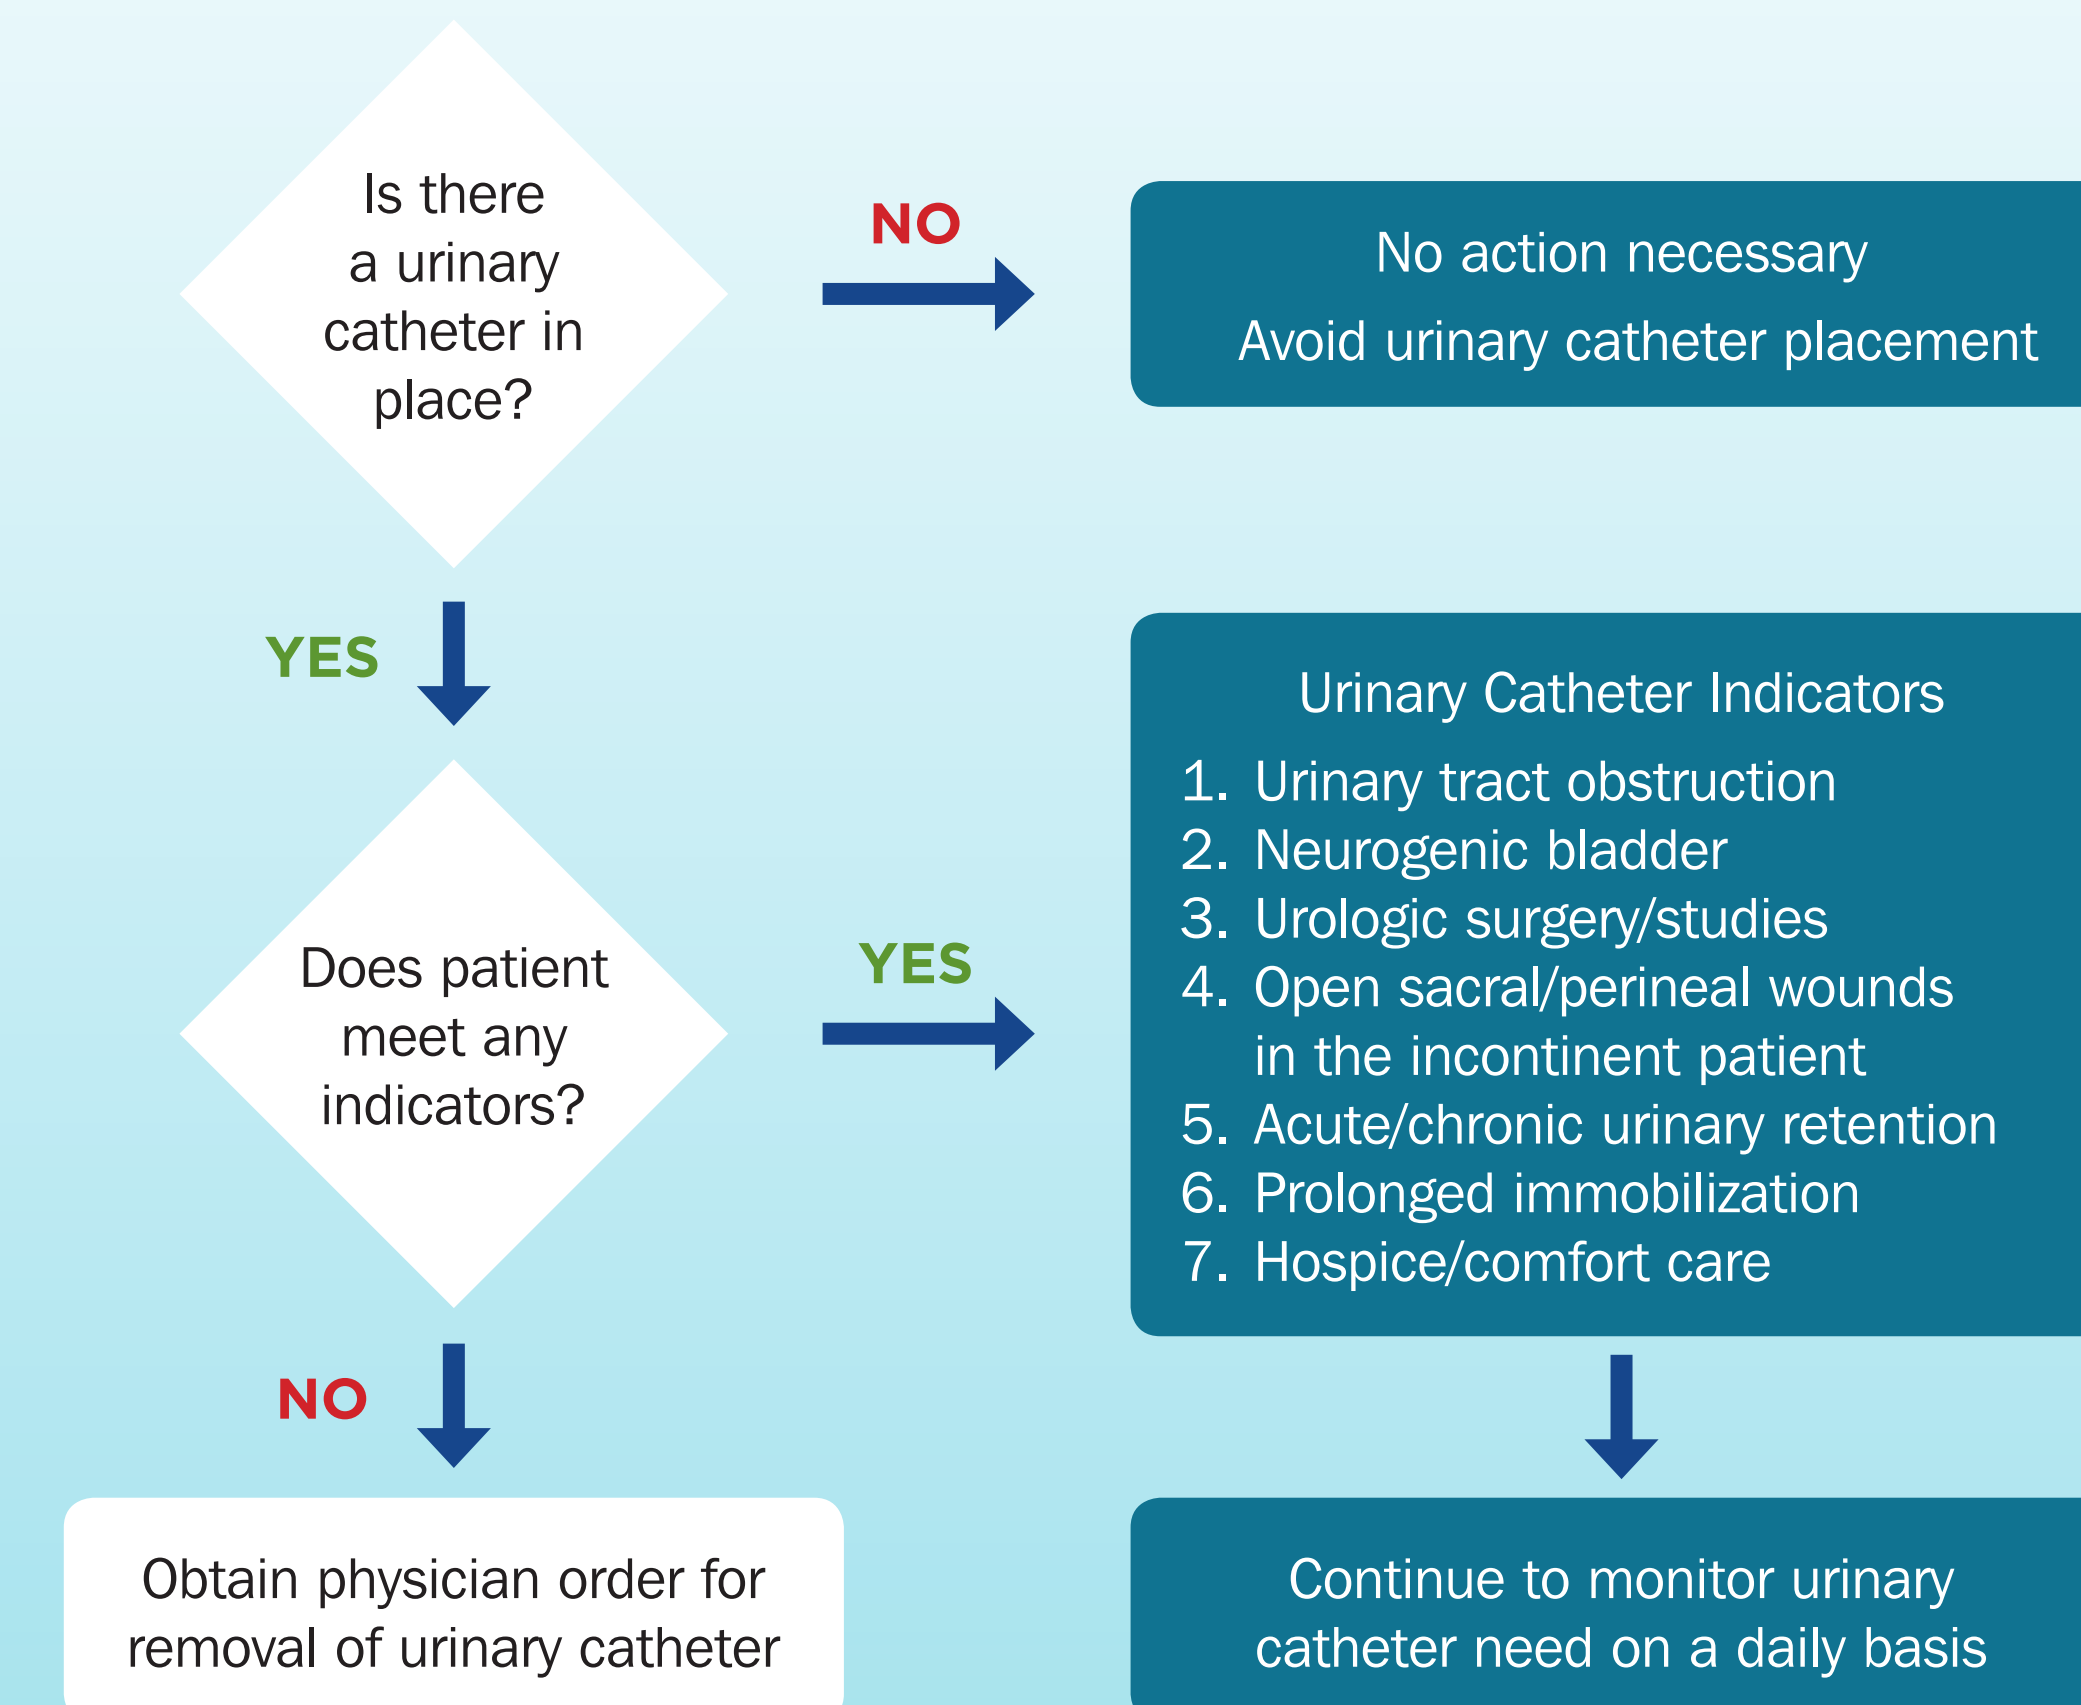 Is there
a urinary
catheter in
place?
NO
No action necessary
Avoid urinary catheter placement
YES
Does patient
meet any
indicators?
YES
Urinary Catheter Indicators
1. Urinary tract obstruction
2. Neurogenic bladder
3. Urologic surgery/studies
4. Open sacral/perineal wounds
in the incontinent patient
5. Acute/chronic urinary retention
6. Prolonged immobilization
7. Hospice/comfort care
NO
Obtain physician order for
removal of urinary catheter
Continue to monitor urinary
catheter need on a daily basis